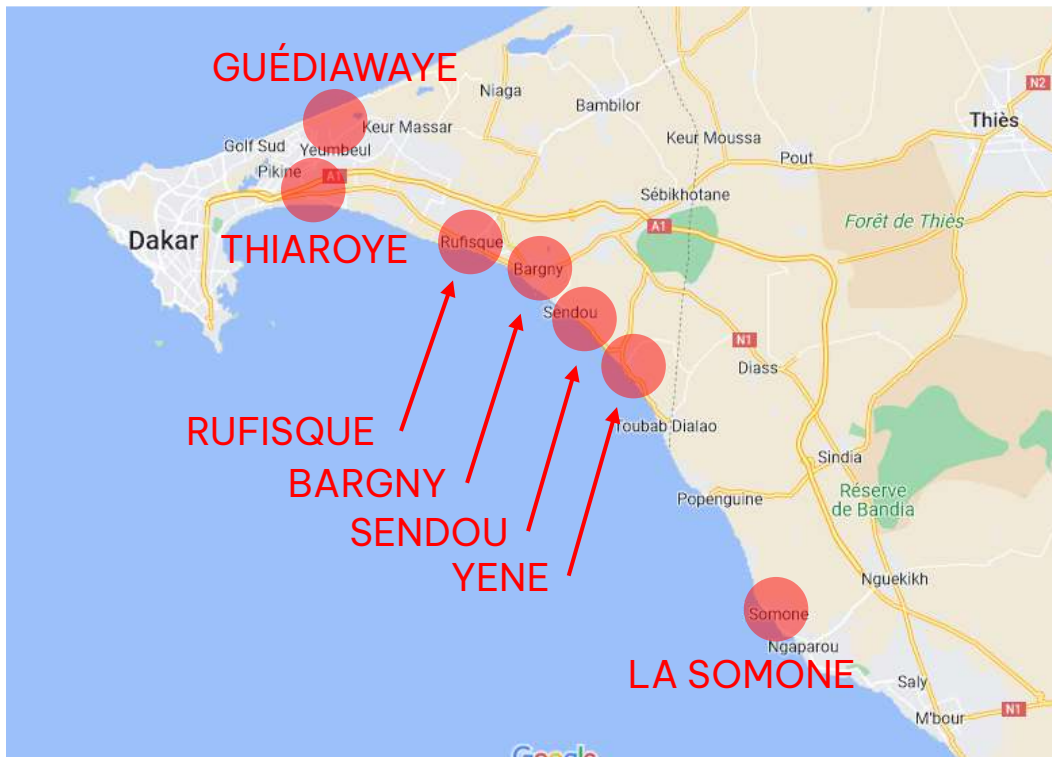 GUÉDIAWAYE
Niaga
Bambilor
N2
Keur Massar
Thiès
Golf Sud
Yeumbeul
Keur Moussa
Pout
Pikine
A1
Sébikhotane
Forêt de Thiès
Dakar
THIAROYE
Rufisque
A1
Bargny
Sendou
N1
Diass
RUFISQUE
Toubab Dialao
BARGNY
Sindia
Popenguine
Réserve
de Bandia
SENDOU
YENE
Nguekikh
Somone
Ngaparou
LA SOMONE
Saly
M'bour
N1
Google